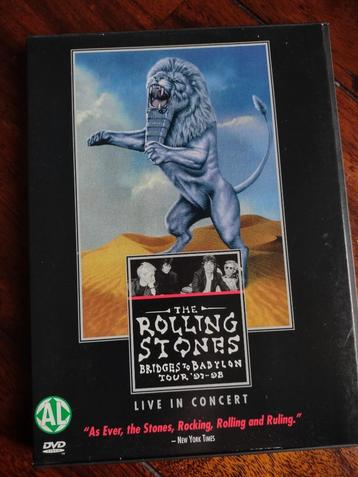 THE
ROLLING
STONES
BRIDGES TO BABYLON
TOUR '97-98
LIVE IN CONCERT
AL
"As Ever, the Stones, Rocking, Rolling and Ruling."
– NEW YORK TIMES
DVD